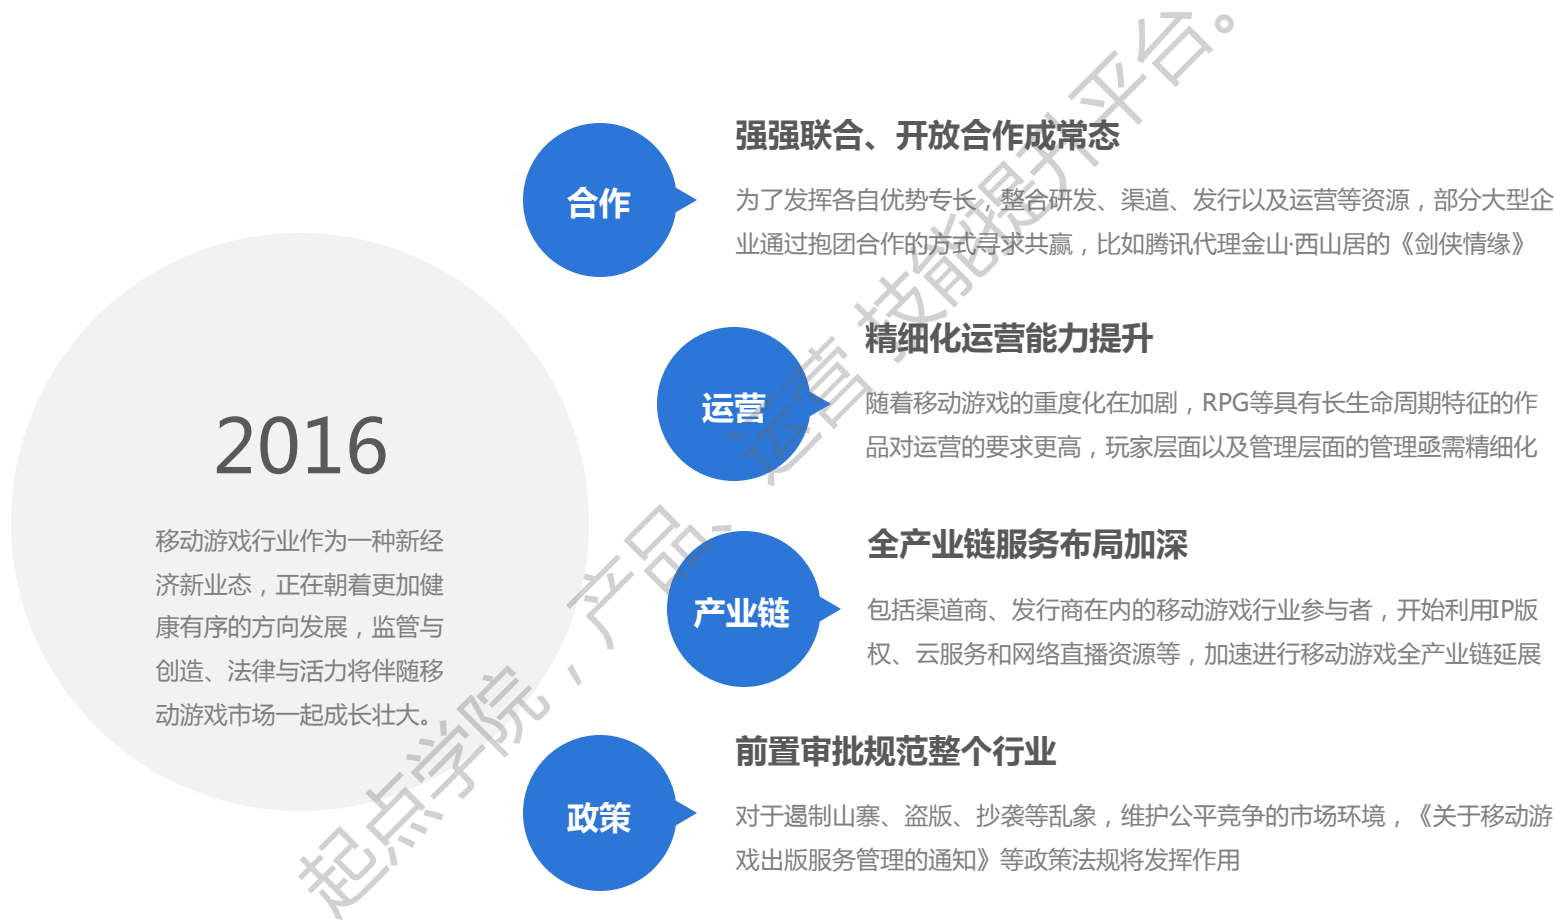 2016
移动游戏行业作为一种新经
济新业态，正在朝着更加健
康有序的方向发展，监管与
创造、法律与活力将伴随移
动游戏市场一起成长壮大。
合作
强强联合、开放合作成常态
为了发挥各自优势专长，整合研发、渠道、发行以及运营等资源，部分大型企
业通过抱团合作的方式寻求共赢，比如腾讯代理金山·西山居的《剑侠情缘》
运营
精细化运营能力提升
随着移动游戏的重度化在加剧，RPG等具有长生命周期特征的作
品对运营的要求更高，玩家层面以及管理层面的管理亟需精细化
产业链
全产业链服务布局加深
包括渠道商、发行商在内的移动游戏行业参与者，开始利用IP版
权、云服务和网络直播资源等，加速进行移动游戏全产业链延展
政策
前置审批规范整个行业
对于遏制山寨、盗版、抄袭等乱象，维护公平竞争的市场环境，《关于移动游
戏出版服务管理的通知》等政策法规将发挥作用
起点学院，产品、运营 技能提升平台。